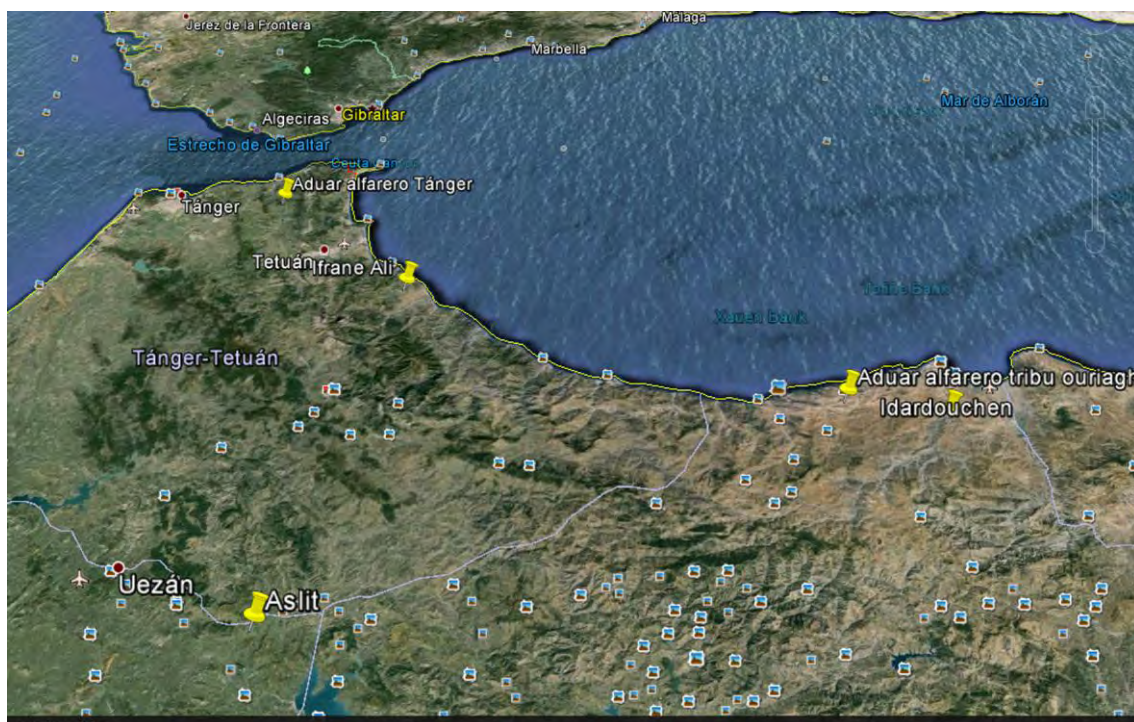 Jerez de la Frontera
Málaga
Marbella
Mar de Alborán
Algeciras
Gibraltar
Estrecho de Gibraltar
Aduar alfarero Tánger
Tánger
Tetuán
Ifrane Ali
Xauen Bank
Tánger-Tetuán
Aduar alfarero tribu ouriagh
Idardouchen
Uezán
Aslit